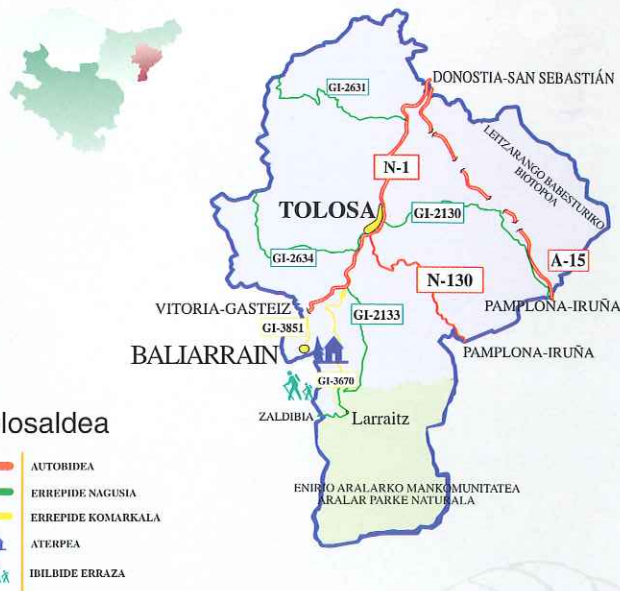 DONOSTIA-SAN SEBASTIÁN
GI-2631
LEITZARANGO BABESTURIKO
BIOTOPOA
N-1
TOLOSA
GI-2130
GI-2634
A-15
N-130
VITORIA-GASTEIZ
GI-2133
PAMPLONA-IRUÑA
GI-3851
PAMPLONA-IRUÑA
BALIARRAIN
GI-3670
ZALDIBIA
Larraitz
losaldea
AUTOBIDEA
ERREPIDE NAGUSIA
ERREPIDE KOMARKALA
ATERPEA
IBILBIDE ERRAZA
ENIRIO ARALARKO MANKOMUNITATEA
ARALAR PARKE NATURALA